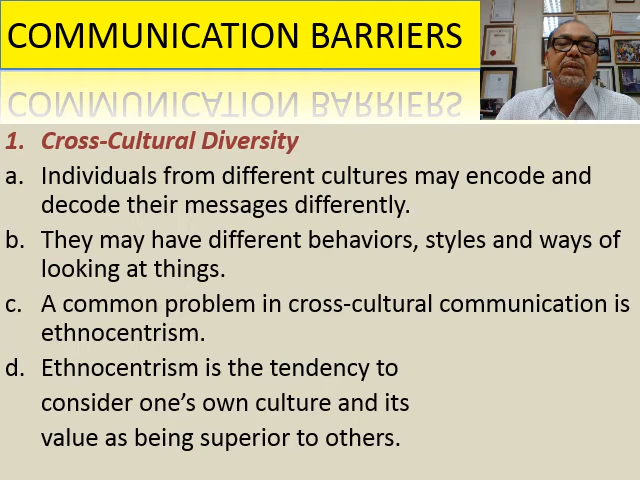 COMMUNICATION BARRIERS
1. Cross-Cultural Diversity
a. Individuals from different cultures may encode and
decode their messages differently.
b. They may have different behaviors, styles and ways of
looking at things.
c. A common problem in cross-cultural communication is
ethnocentrism.
d. Ethnocentrism is the tendency to
consider one’s own culture and its
value as being superior to others.